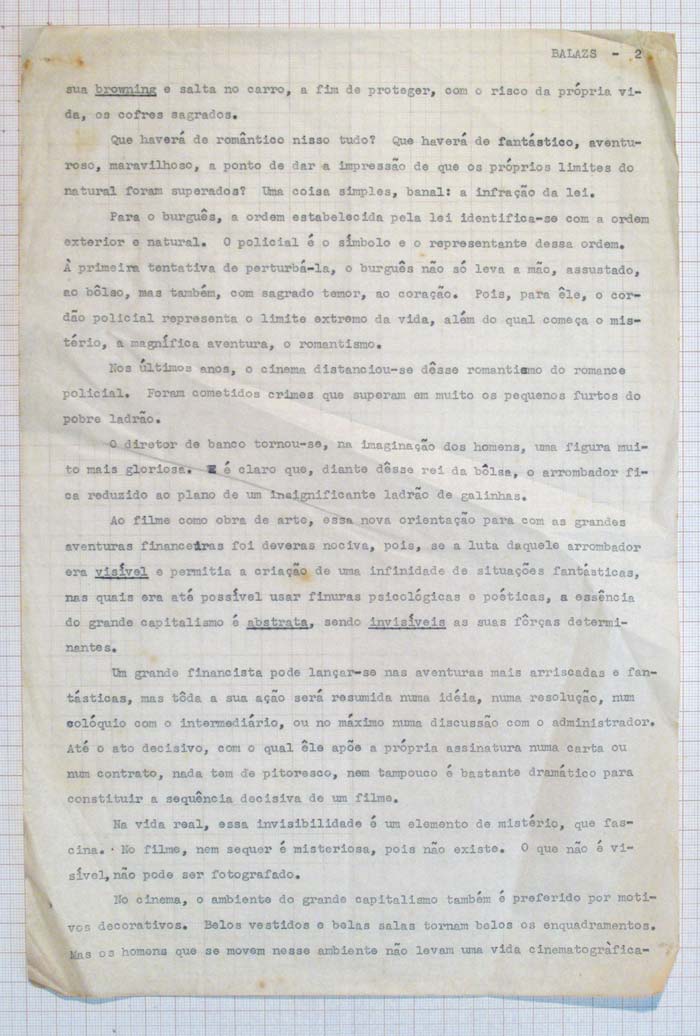 BALAZS - 2
sua browning e salta no carro, a fim de proteger, com o risco da própria vi-
da, os cofres sagrados.
Que haverá de romântico nisso tudo? Que haverá de fantástico, aventu-
roso, maravilhoso, a ponto de dar a impressão de que os próprios limites do
natural foram superados? Uma coisa simples, banal: a infração da lei.
Para o burguês, a ordem estabelecida pela lei identifica-se com a ordem
exterior e natural. O policial é o símbolo e o representante dessa ordem.
À primeira tentativa de perturbá-la, o burguês não só leva a mão, assustado,
ao bôlso, mas também, com sagrado temor, ao coração. Pois, para êle, o cor-
dão policial representa o limite extremo da vida, além do qual começa o mis-
tério, a magnífica aventura, o romantismo.
Nos últimos anos, o cinema distanciou-se dêsse romantismo do romance
policial. Foram cometidos crimes que superam em muito os pequenos furtos do
pobre ladrão.
O diretor de banco tornou-se, na imaginação dos homens, uma figura mui-
to mais gloriosa. E é claro que, diante dêsse rei da bôlsa, o arrombador fi-
ca reduzido ao plano de um insignificante ladrão de galinhas.
Ao filme como obra de arte, essa nova orientação para com as grandes
aventuras financeiras foi deveras nociva, pois, se a luta daquele arrombador
era visível e permitia a criação de uma infinidade de situações fantásticas,
nas quais era até possível usar finuras psicológicas e poéticas, a essência
do grande capitalismo é abstrata, sendo invisíveis as suas fôrças determi-
nantes.
Um grande financista pode lançar-se nas aventuras mais arriscadas e fan-
tásticas, mas tôda a sua ação será resumida numa idéia, numa resolução, num
colóquio com o intermediário, ou no máximo numa discussão com o administrador.
Até o ato decisivo, com o qual êle apõe a própria assinatura numa carta ou
num contrato, nada tem de pitoresco, nem tampouco é bastante dramático para
constituir a sequência decisiva de um filme.
Na vida real, essa invisibilidade é um elemento de mistério, que fas-
cina. No filme, nem sequer é misteriosa, pois não existe. O que não é vi-
sível, não pode ser fotografado.
No cinema, o ambiente do grande capitalismo também é preferido por moti-
vos decorativos. Belos vestidos e belas salas tornam belos os enquadramentos.
Mas os homens que se movem nesse ambiente não levam uma vida cinematogràfica-